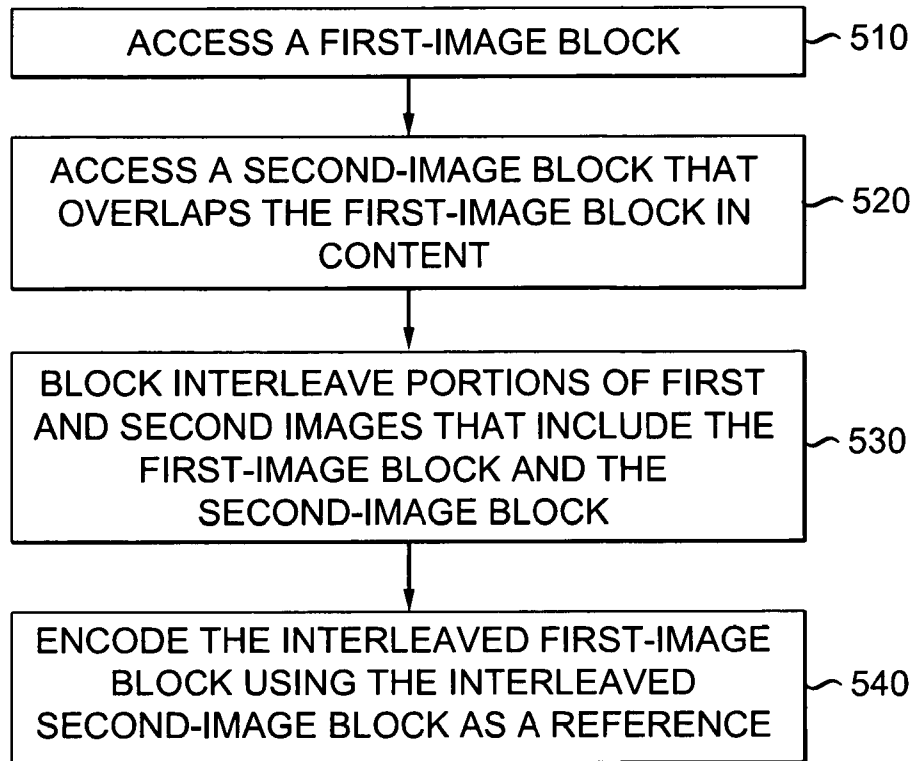 ACCESS A FIRST-IMAGE BLOCK
510
ACCESS A SECOND-IMAGE BLOCK THAT
OVERLAPS THE FIRST-IMAGE BLOCK IN
CONTENT
520
BLOCK INTERLEAVE PORTIONS OF FIRST
AND SECOND IMAGES THAT INCLUDE THE
FIRST-IMAGE BLOCK AND THE
SECOND-IMAGE BLOCK
530
ENCODE THE INTERLEAVED FIRST-IMAGE
BLOCK USING THE INTERLEAVED
SECOND-IMAGE BLOCK AS A REFERENCE
540